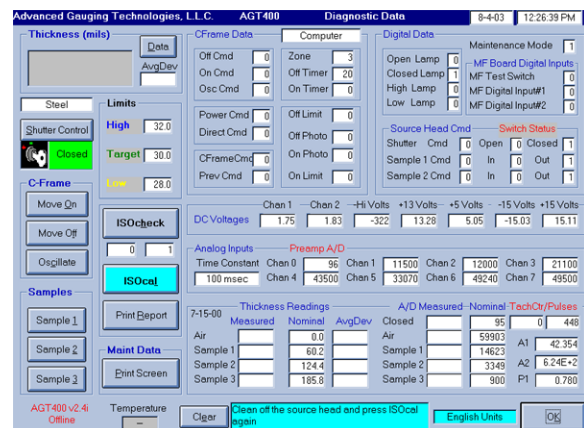 Advanced Gauging Technologies, L.L.C. AGT400 Diagnostic Data 8-4-03 12:26:39 PM
Thickness (mils)
Data
AvgDev
Steel
Shutter Control
Closed
Limits
High 32.0
Target 30.0
Low 28.0
C-Frame
Move On
Move Off
Oscillate
ISOcheck
0 1
ISOcal
Samples
Sample 1
Sample 2
Sample 3
Print Report
Maint Data
Print Screen
AGT400 v2.4i
Offline
Temperature
--
CFrame Data Computer
Off Cmd 0 Zone 3
On Cmd 0 Off Timer 20
Osc Cmd 0 On Timer 0
Power Cmd 0 Off Limit 0
Direct Cmd 0 Off Photo 0
CFrameCmd 0 On Photo 0
Prev Cmd 0 On Limit 0
Digital Data
Maintenance Mode 1
Open Lamp 0
Closed Lamp 1
High Lamp 0
Low Lamp 0
MF Board Digital Inputs
MF Test Switch 0
MF Digital Input#1 0
MF Digital Input#2 0
Source Head Cmd Switch Status
Shutter Cmd 0 Open 0 Closed 1
Sample 1 Cmd 0 In 0 Out 1
Sample 2 Cmd 0 In 0 Out 1
Chan 1 Chan 2 -Hi Volts +13 Volts +5 Volts -15 Volts +15 Volts
DC Voltages 1.75 1.83 -322 13.28 5.05 -15.03 15.11
Analog Inputs Preamp A/D
Time Constant Chan 0 96 Chan 1 11500 Chan 2 12000 Chan 3 21100
100 msec Chan 4 43500 Chan 5 33070 Chan 6 49240 Chan 7 49500
7-15-00 Thickness Readings A/D Measured Nominal TachCtr/Pulses
Measured Nominal AvgDev Closed 95 0 448
Air 0.0 Air 59903 A1 42.354
Sample 1 60.2 Sample 1 14623
Sample 2 124.4 Sample 2 3349 A2 6.24E+2
Sample 3 185.8 Sample 3 900 P1 0.780
Clear
Clean off the source head and press ISOcal
again
English Units
OK